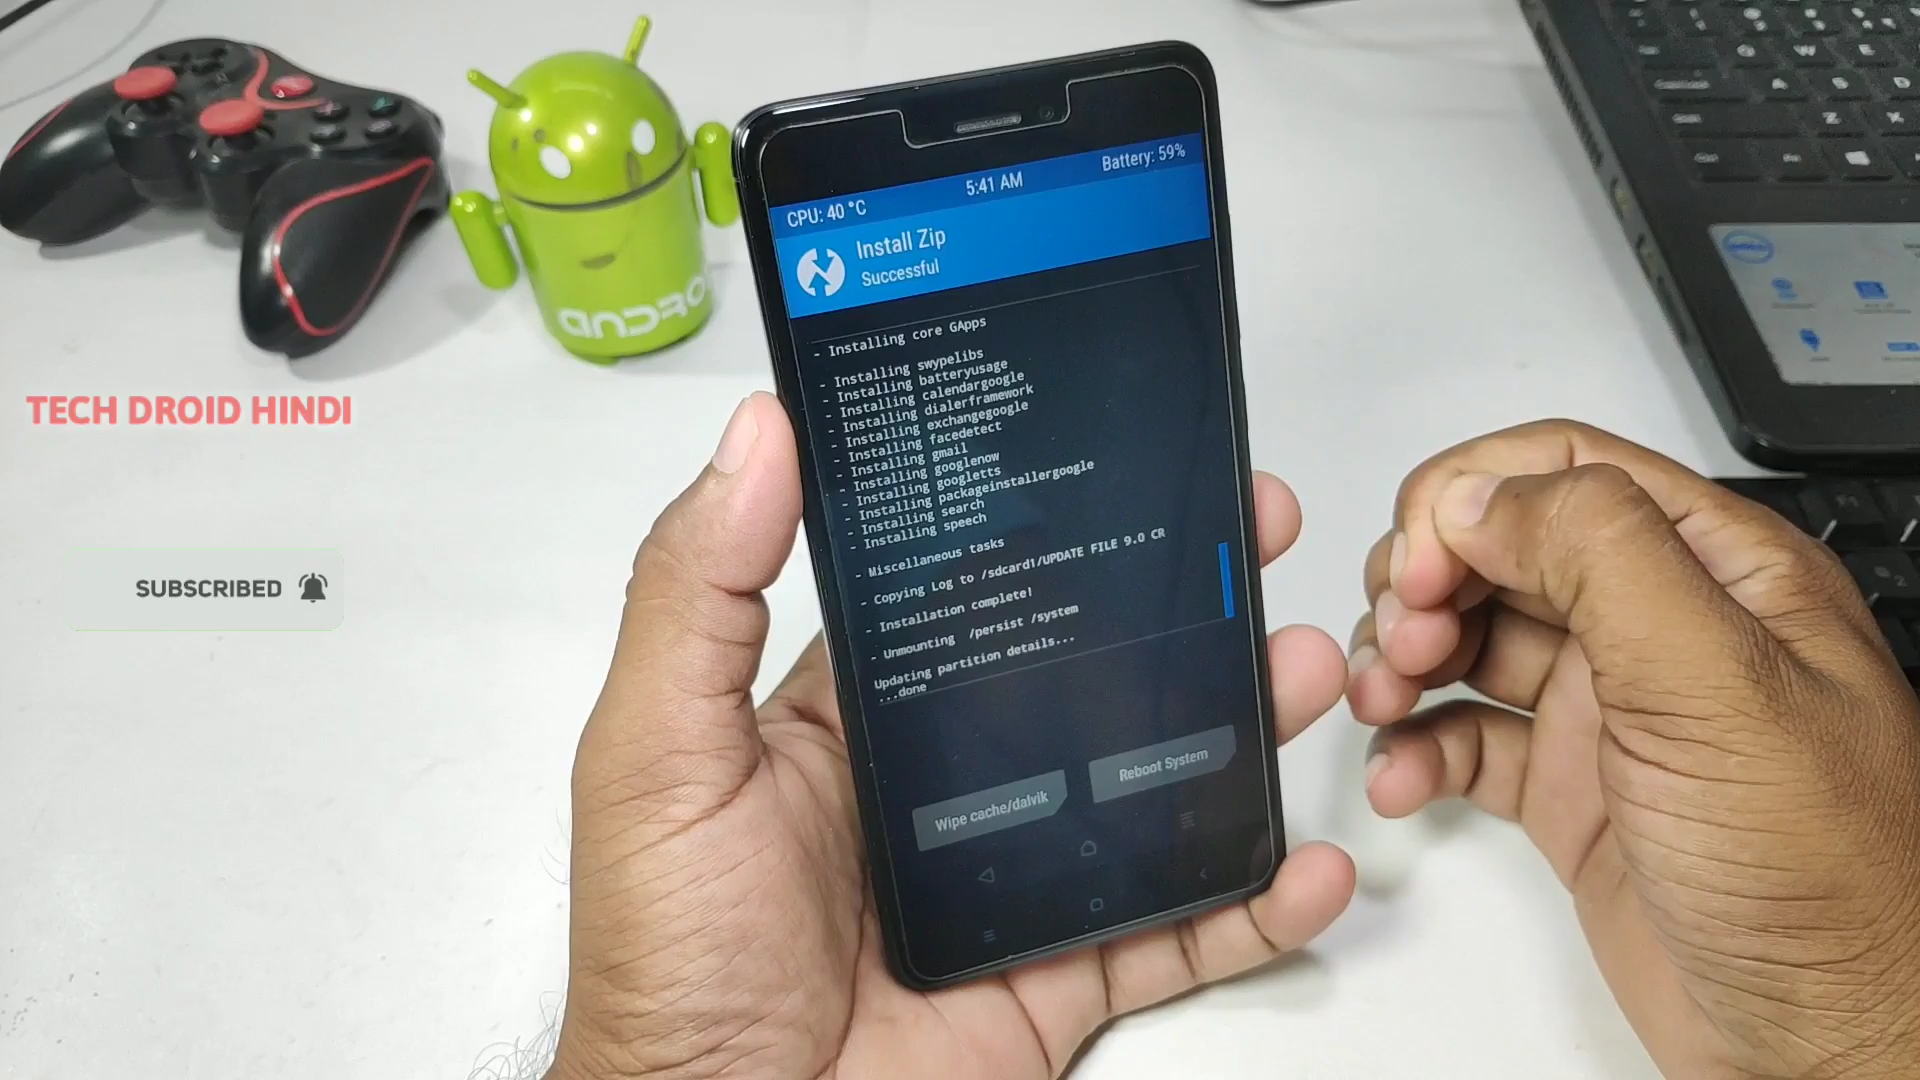 5:41 AM
Battery: 59%
CPU: 40 °C
Install Zip
Successful
- Installing core GApps
- Installing swypelibs
- Installing batteryusage
- Installing calendargoogle
- Installing dialerframework
- Installing exchangegoogle
- Installing facedetect
- Installing gmail
- Installing googlenow
- Installing googletts
- Installing packageinstallergoogle
- Installing search
- Installing speech
- Miscellaneous tasks
- Copying Log to /sdcard1/UPDATE FILE 9.0 CR
- Installation complete!
- Unmounting /persist /system
Updating partition details...
...done
Wipe cache/dalvik
Reboot System
TECH DROID HINDI
SUBSCRIBED
W
E
A
S
D
Z
X